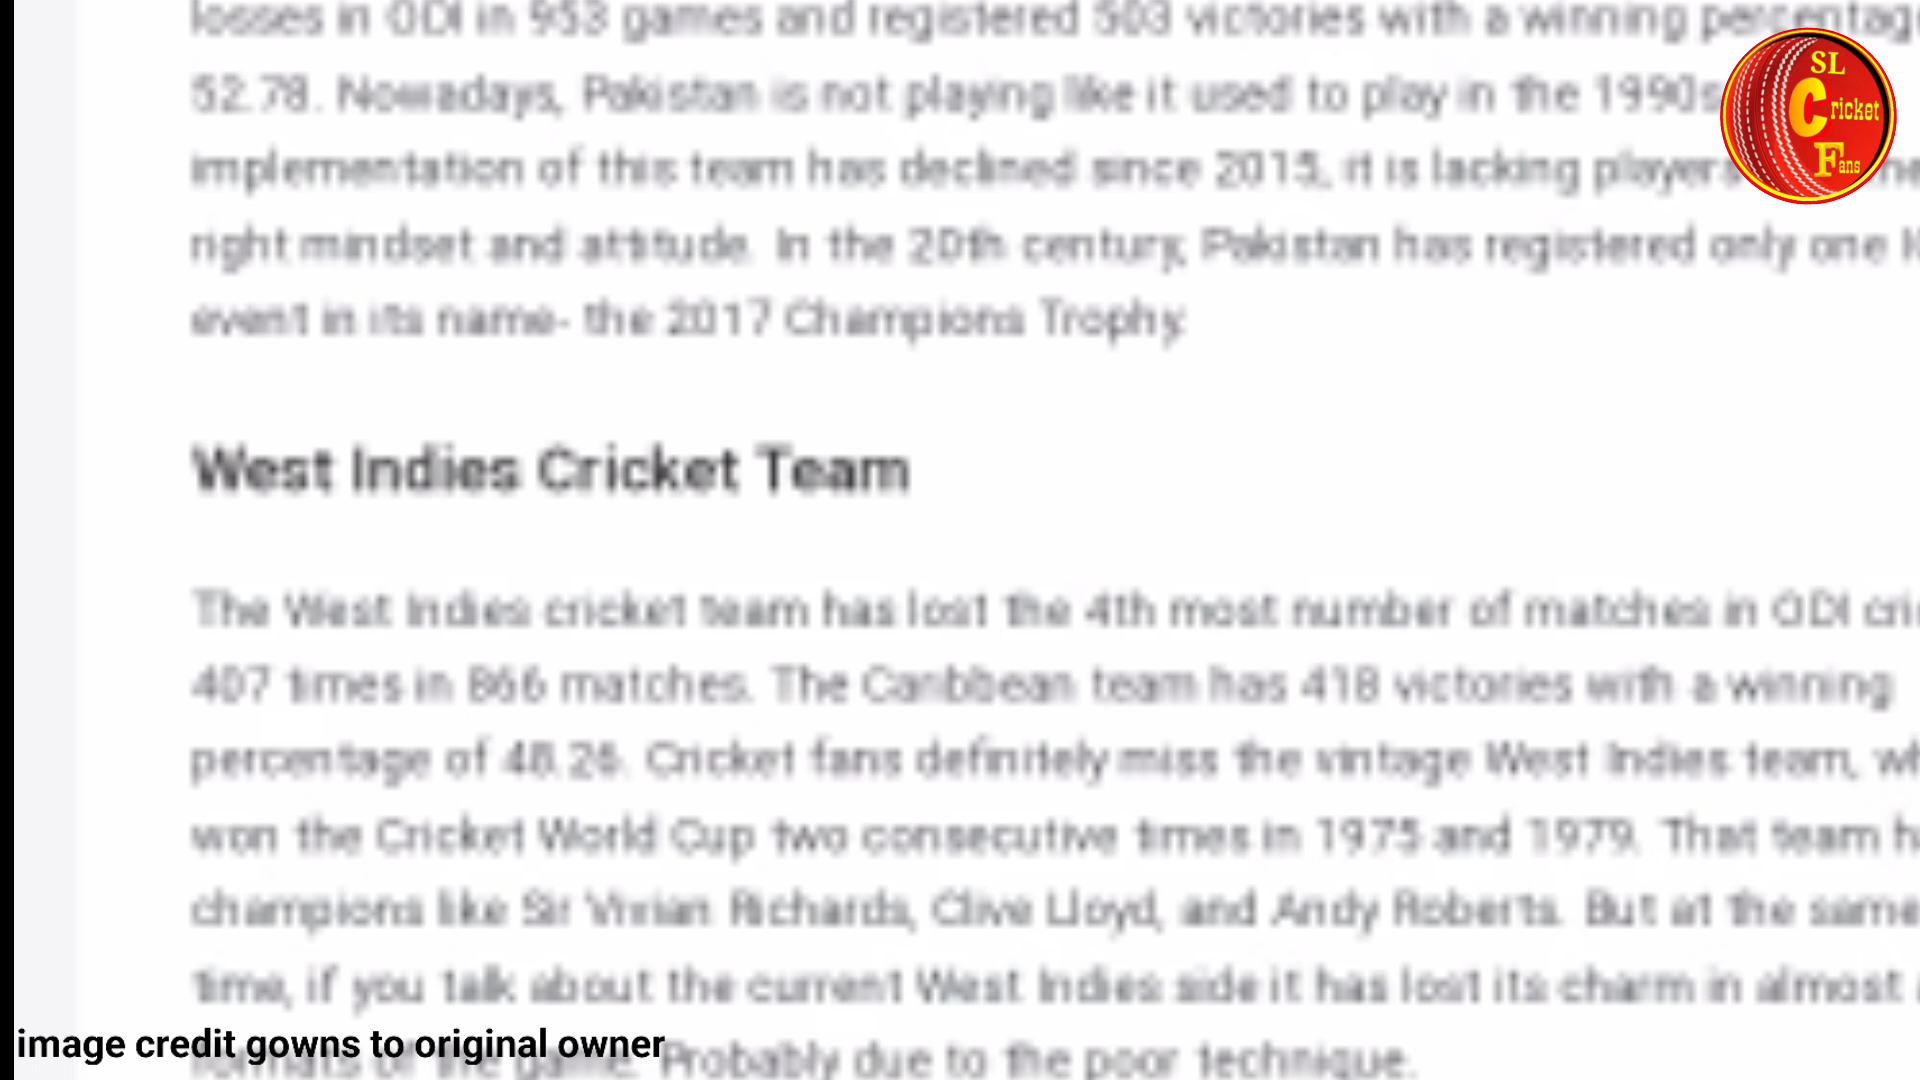 losses in ODI in 953 games and registered 503 victories with a winning percentage
52.78. Nowadays, Pakistan is not playing like it used to play in the 1990s
implementation of this team has declined since 2015, it is lacking players
right mindset and attitude. In the 20th century, Pakistan has registered only one
event in its name- the 2017 Champions Trophy.
West Indies Cricket Team
The West Indies cricket team has lost the 4th most number of matches in ODI
407 times in 866 matches. The Caribbean team has 418 victories with a winning
percentage of 48.26. Cricket fans definitely miss the vintage West Indies team,
won the Cricket World Cup two consecutive times in 1975 and 1979. That team
champions like Sir Vivian Richards, Clive Lloyd, and Andy Roberts. But at the same
time, if you talk about the current West Indies side it has lost its charm in almost
formats of the game. Probably due to the poor technique.
image credit gowns to original owner
SL
Cricket
Fans